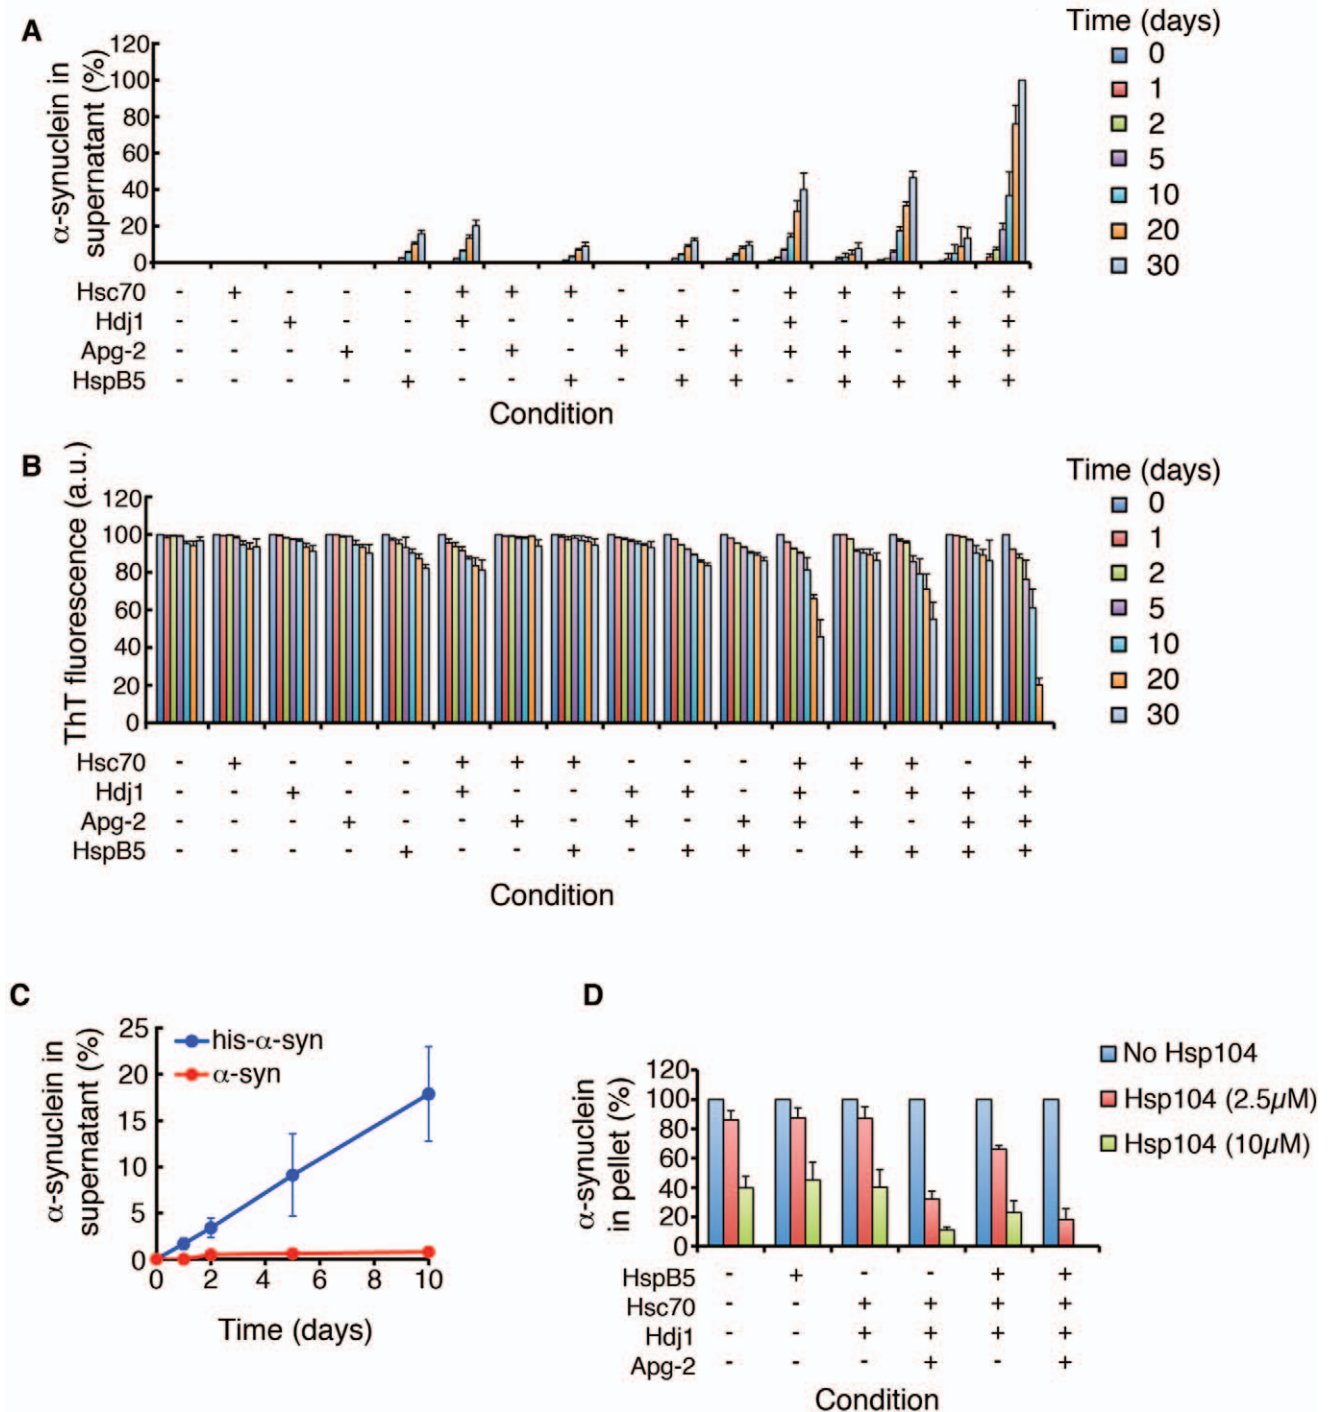 A
α-synuclein in
supernatant (%)
120
100
80
60
40
20
0
Time (days)
0
1
2
5
10
20
30
Hsc70 - + - - - + + + - - - + + + - +
Hdj1 - - + - - + - - + + - + - + + +
Apg-2 - - - + - - + - + - + + + - + +
HspB5 - - - - + - - + - + + - + + + +
Condition
B
ThT fluorescence (a.u.)
120
100
80
60
40
20
0
Time (days)
0
1
2
5
10
20
30
Hsc70 - + - - - + + + - - - + + + - +
Hdj1 - - + - - + - - + + - + - + + +
Apg-2 - - - + - - + - + - + + + - + +
HspB5 - - - - + - - + - + + - + + + +
Condition
C
α-synuclein in
supernatant (%)
25
20
15
10
5
0
his-α-syn
α-syn
0 2 4 6 8 10
Time (days)
D
α-synuclein
in pellet (%)
120
100
80
60
40
20
0
No Hsp104
Hsp104 (2.5μM)
Hsp104 (10μM)
HspB5 - + - - + +
Hsc70 - - + + + +
Hdj1 - - + + + +
Apg-2 - - - + - +
Condition